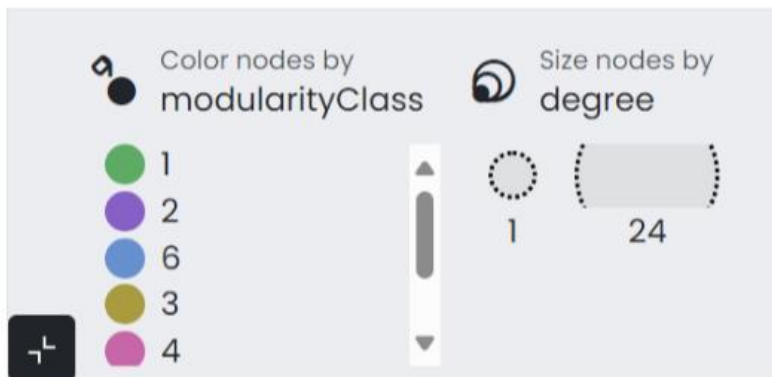 Color nodes by
modularityClass
1
2
6
3
4
Size nodes by
degree
1
24